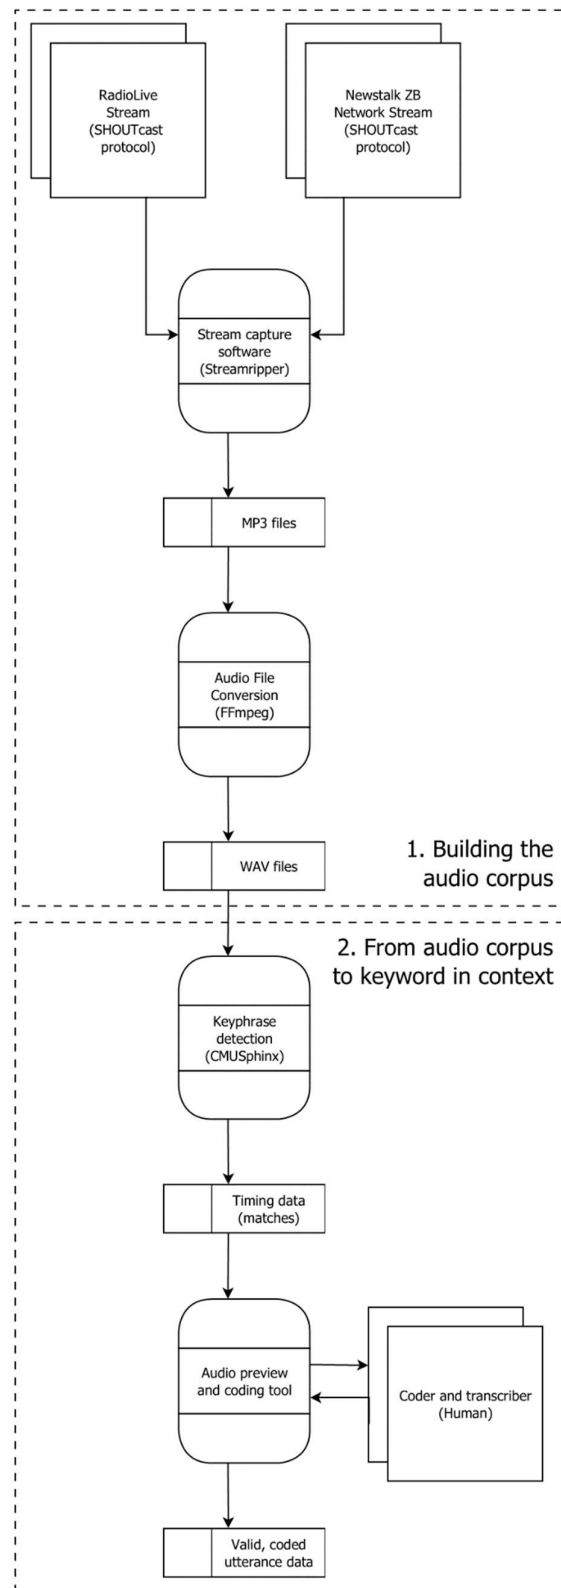 RadioLive
Stream
(SHOUTcast
protocol)
Newstalk ZB
Network Stream
(SHOUTcast
protocol)
Stream capture
software
(Streamripper)
MP3 files
Audio File
Conversion
(FFmpeg)
WAV files
1. Building the
audio corpus
2. From audio corpus
to keyword in context
Keyphrase
detection
(CMUSphinx)
Timing data
(matches)
Audio preview
and coding tool
Coder and transcriber
(Human)
Valid, coded
utterance data